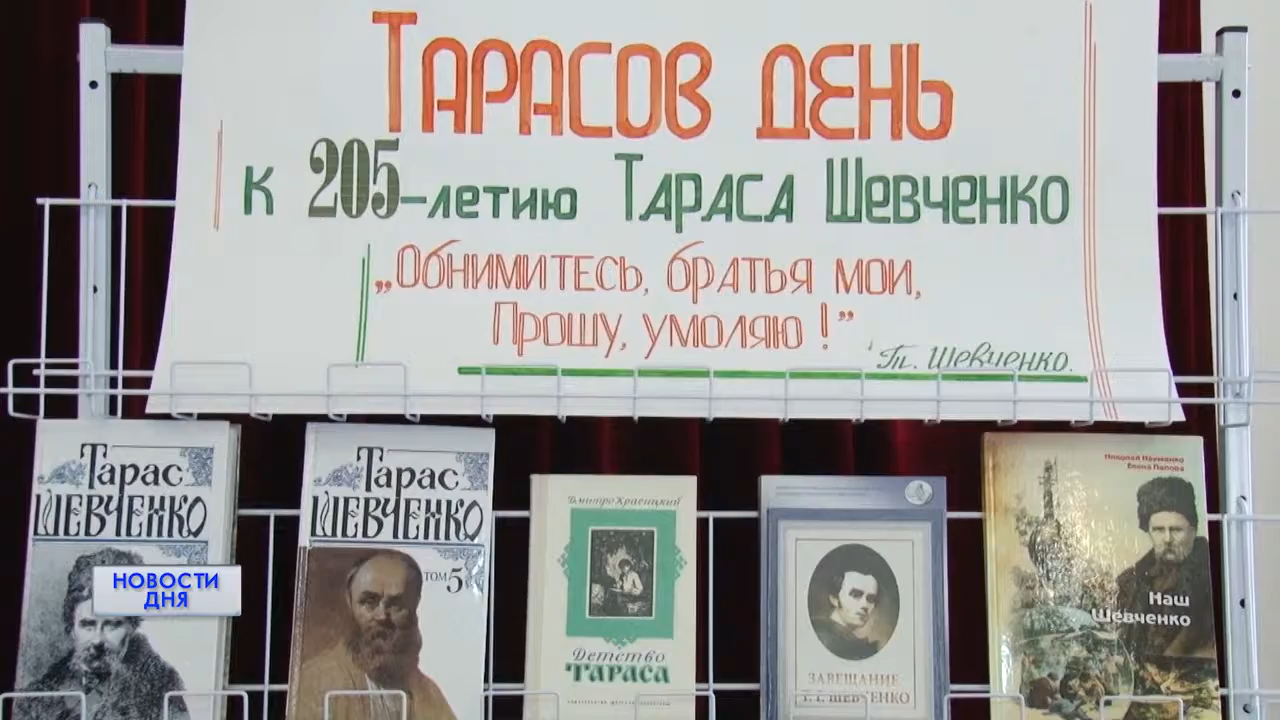 Тарасов день
к 205-летию Тараса Шевченко
„Обнимитесь, братья мои,
Прошу, умоляю!”
Т. Шевченко.
Тарас
Шевченко
Тарас
Шевченко
том 5
Дмитро Красицкий
Детство
Тараса
Завещание
Т. Г. Шевченко
Николай Науменко
Елена Попова
Наш
Шевченко
НОВОСТИ
ДНЯ